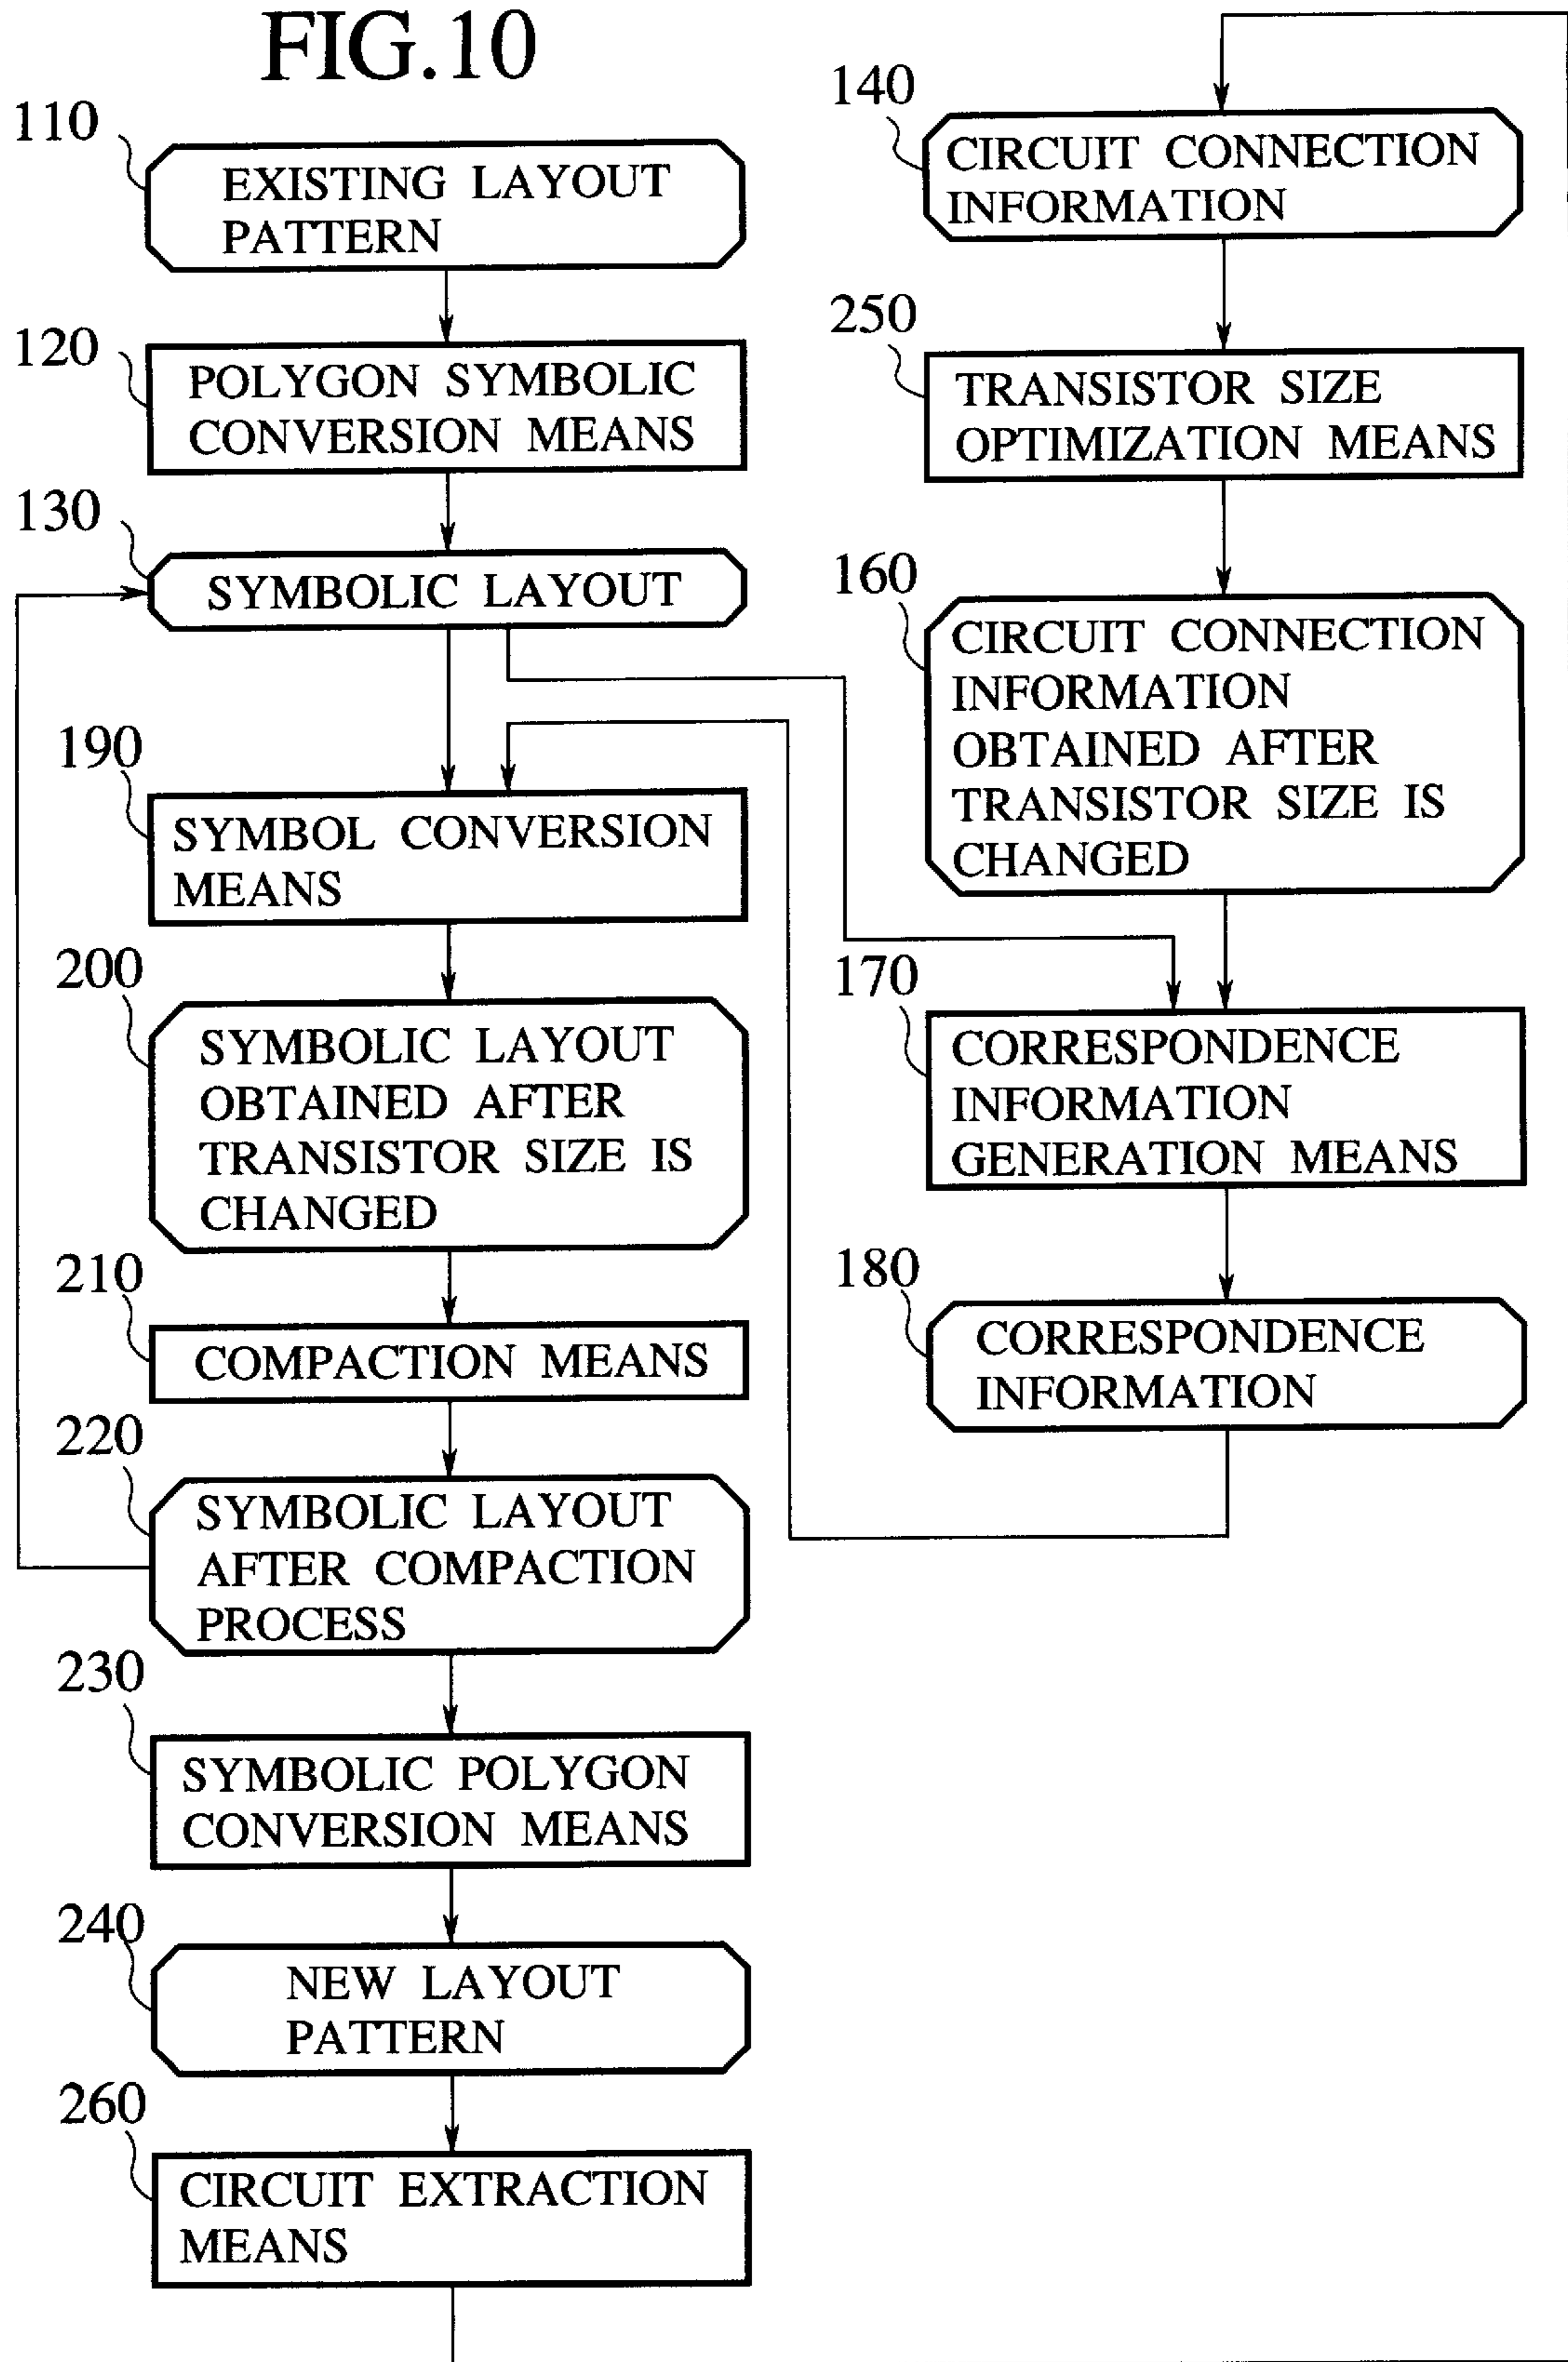 FIG.10
110
EXISTING LAYOUT
PATTERN
120
POLYGON SYMBOLIC
CONVERSION MEANS
130
SYMBOLIC LAYOUT
190
SYMBOL CONVERSION
MEANS
200
SYMBOLIC LAYOUT
OBTAINED AFTER
TRANSISTOR SIZE IS
CHANGED
210
COMPACTION MEANS
220
SYMBOLIC LAYOUT
AFTER COMPACTION
PROCESS
230
SYMBOLIC POLYGON
CONVERSION MEANS
240
NEW LAYOUT
PATTERN
260
CIRCUIT EXTRACTION
MEANS
140
CIRCUIT CONNECTION
INFORMATION
250
TRANSISTOR SIZE
OPTIMIZATION MEANS
160
CIRCUIT CONNECTION
INFORMATION
OBTAINED AFTER
TRANSISTOR SIZE IS
CHANGED
170
CORRESPONDENCE
INFORMATION
GENERATION MEANS
180
CORRESPONDENCE
INFORMATION